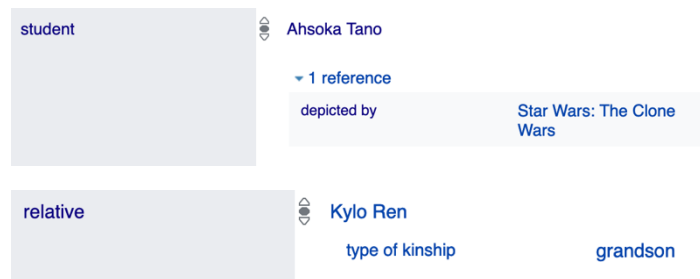 student
Ahsoka Tano
1 reference
depicted by
Star Wars: The Clone
Wars
relative
Kylo Ren
type of kinship
grandson